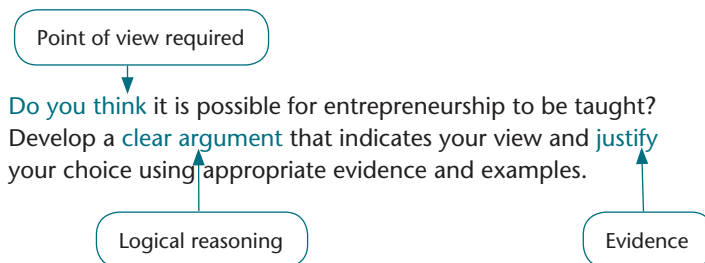 Point of view required
Do you think it is possible for entrepreneurship to be taught?
Develop a clear argument that indicates your view and justify
your choice using appropriate evidence and examples.
Logical reasoning
Evidence